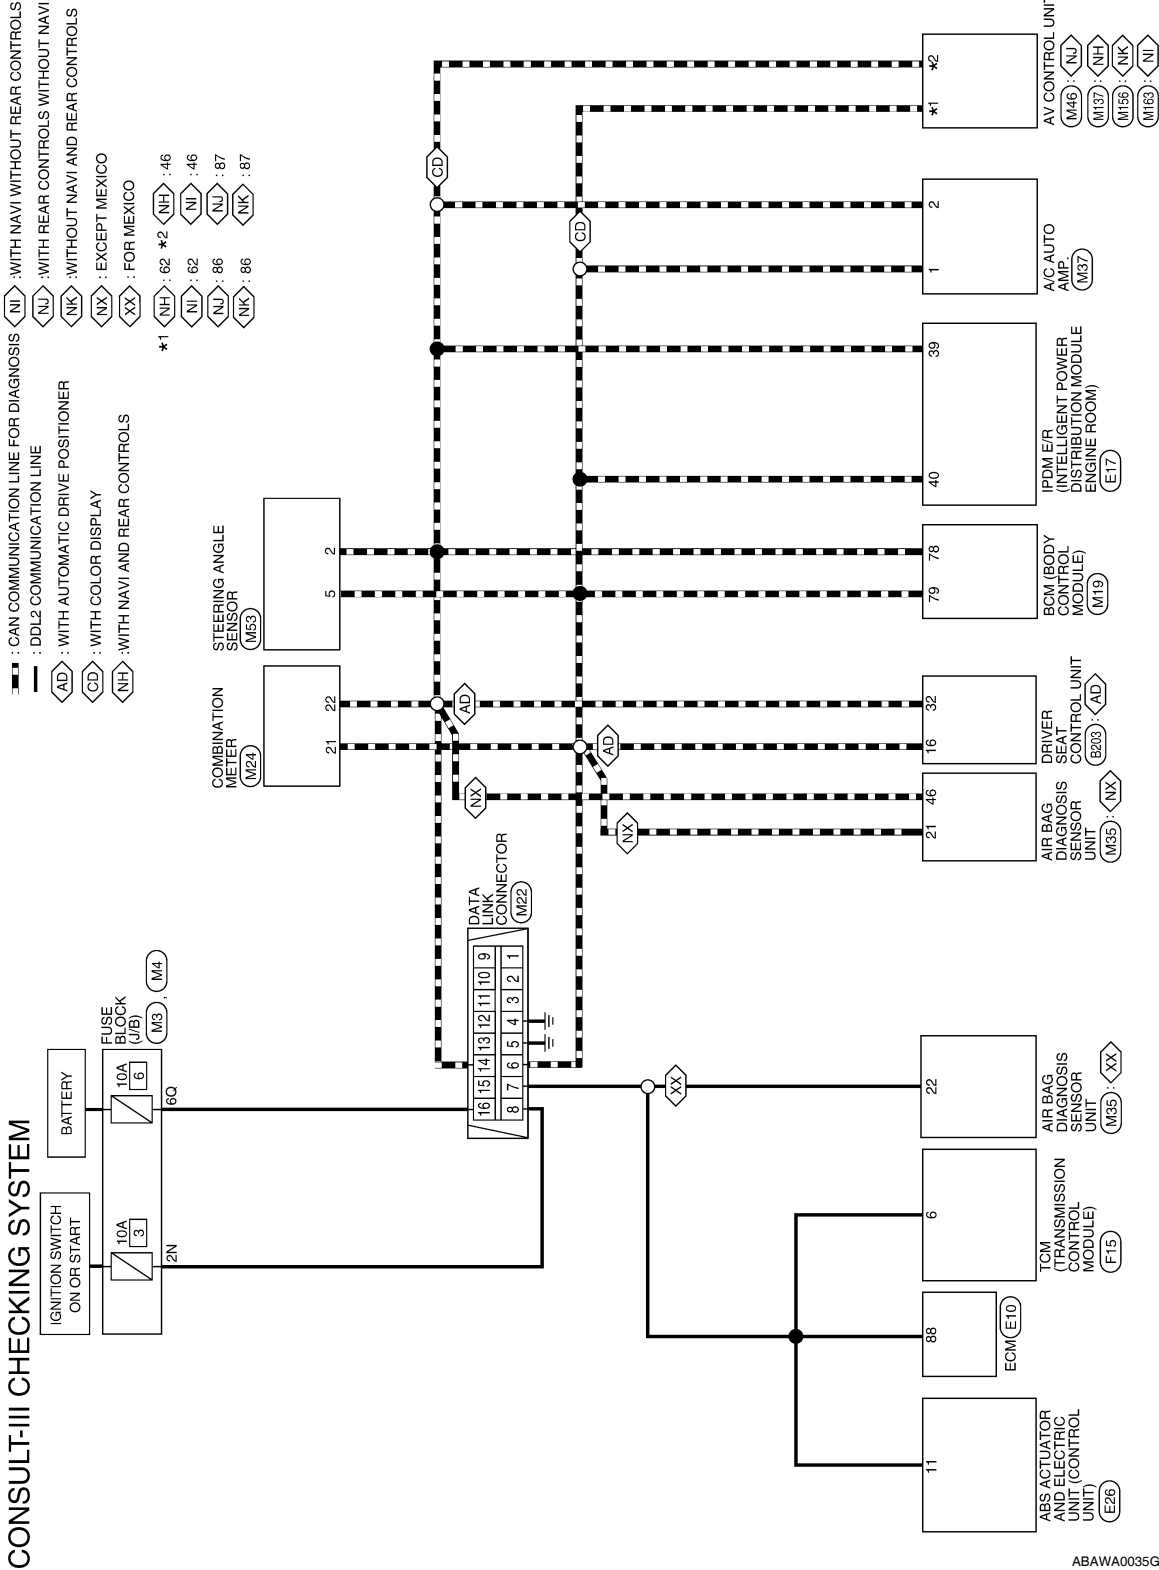 CONSULT-III CHECKING SYSTEM
: CAN COMMUNICATION LINE FOR DIAGNOSIS
: DDL2 COMMUNICATION LINE
AD : WITH AUTOMATIC DRIVE POSITIONER
CD : WITH COLOR DISPLAY
NH :WITH NAVI AND REAR CONTROLS
NI :WITH NAVI WITHOUT REAR CONTROLS
NJ :WITH REAR CONTROLS WITHOUT NAVI
NK :WITHOUT NAVI AND REAR CONTROLS
NX : EXCEPT MEXICO
XX : FOR MEXICO
*1 NH : 62 *2 NH : 46
NI : 62 NI : 46
NJ : 86 NJ : 87
NK : 86 NK : 87
IGNITION SWITCH
ON OR START
BATTERY
10A
3
10A
6
FUSE
BLOCK
(J/B)
M3 , M4
2N
6Q
COMBINATION
METER
M24
21
22
STEERING ANGLE
SENSOR
M53
5
2
CD
DATA
LINK
CONNECTOR
M22
16 15 14 13 12 11 10 9
8 7 6 5 4 3 2 1
AD
NX
AD
NX
CD
XX
11
88
6
22
21
46
16
32
79
78
40
39
1
2
*1
*2
ABS ACTUATOR
AND ELECTRIC
UNIT (CONTROL
UNIT)
E26
ECM E10
TCM
(TRANSMISSION
CONTROL
MODULE)
F15
AIR BAG
DIAGNOSIS
SENSOR
UNIT
M35 : XX
AIR BAG
DIAGNOSIS
SENSOR
UNIT
M35 : NX
DRIVER
SEAT
CONTROL UNIT
B203 : AD
BCM (BODY
CONTROL
MODULE)
M19
IPDM E/R
(INTELLIGENT POWER
DISTRIBUTION MODULE
ENGINE ROOM)
E17
A/C AUTO
AMP.
M37
AV CONTROL UNIT
M46 : NJ
M137 : NH
M156 : NK
M163 : NI
ABAWA0035G